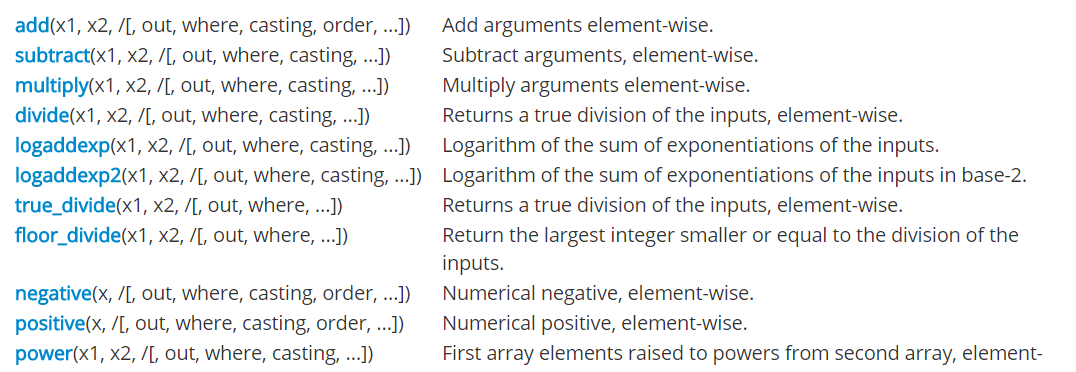 add(x1, x2, /[, out, where, casting, order, ...]) Add arguments element-wise.
subtract(x1, x2, /[, out, where, casting, ...]) Subtract arguments, element-wise.
multiply(x1, x2, /[, out, where, casting, ...]) Multiply arguments element-wise.
divide(x1, x2, /[, out, where, casting, ...]) Returns a true division of the inputs, element-wise.
logaddexp(x1, x2, /[, out, where, casting, ...]) Logarithm of the sum of exponentiations of the inputs.
logaddexp2(x1, x2, /[, out, where, casting, ...]) Logarithm of the sum of exponentiations of the inputs in base-2.
true_divide(x1, x2, /[, out, where, ...]) Returns a true division of the inputs, element-wise.
floor_divide(x1, x2, /[, out, where, ...]) Return the largest integer smaller or equal to the division of the
inputs.
negative(x, /[, out, where, casting, order, ...]) Numerical negative, element-wise.
positive(x, /[, out, where, casting, order, ...]) Numerical positive, element-wise.
power(x1, x2, /[, out, where, casting, ...]) First array elements raised to powers from second array, element-